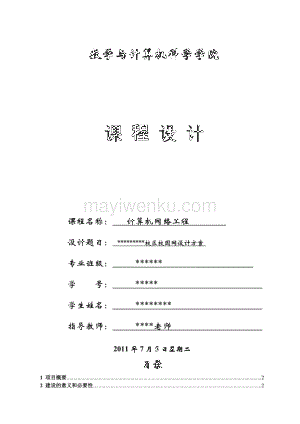 数学与计算机科学学院
课 程 设 计
mayiwenku.com
课程名称： 计算机网络工程
设计题目：*********校区校园网设计方案
专业班级： ******
学 号： *****
学生姓名： ********
指导教师： ****老师
2011 年 7 月 5 日星期二
目录
1 项目概要 2
3 建设的意义和必要性 2